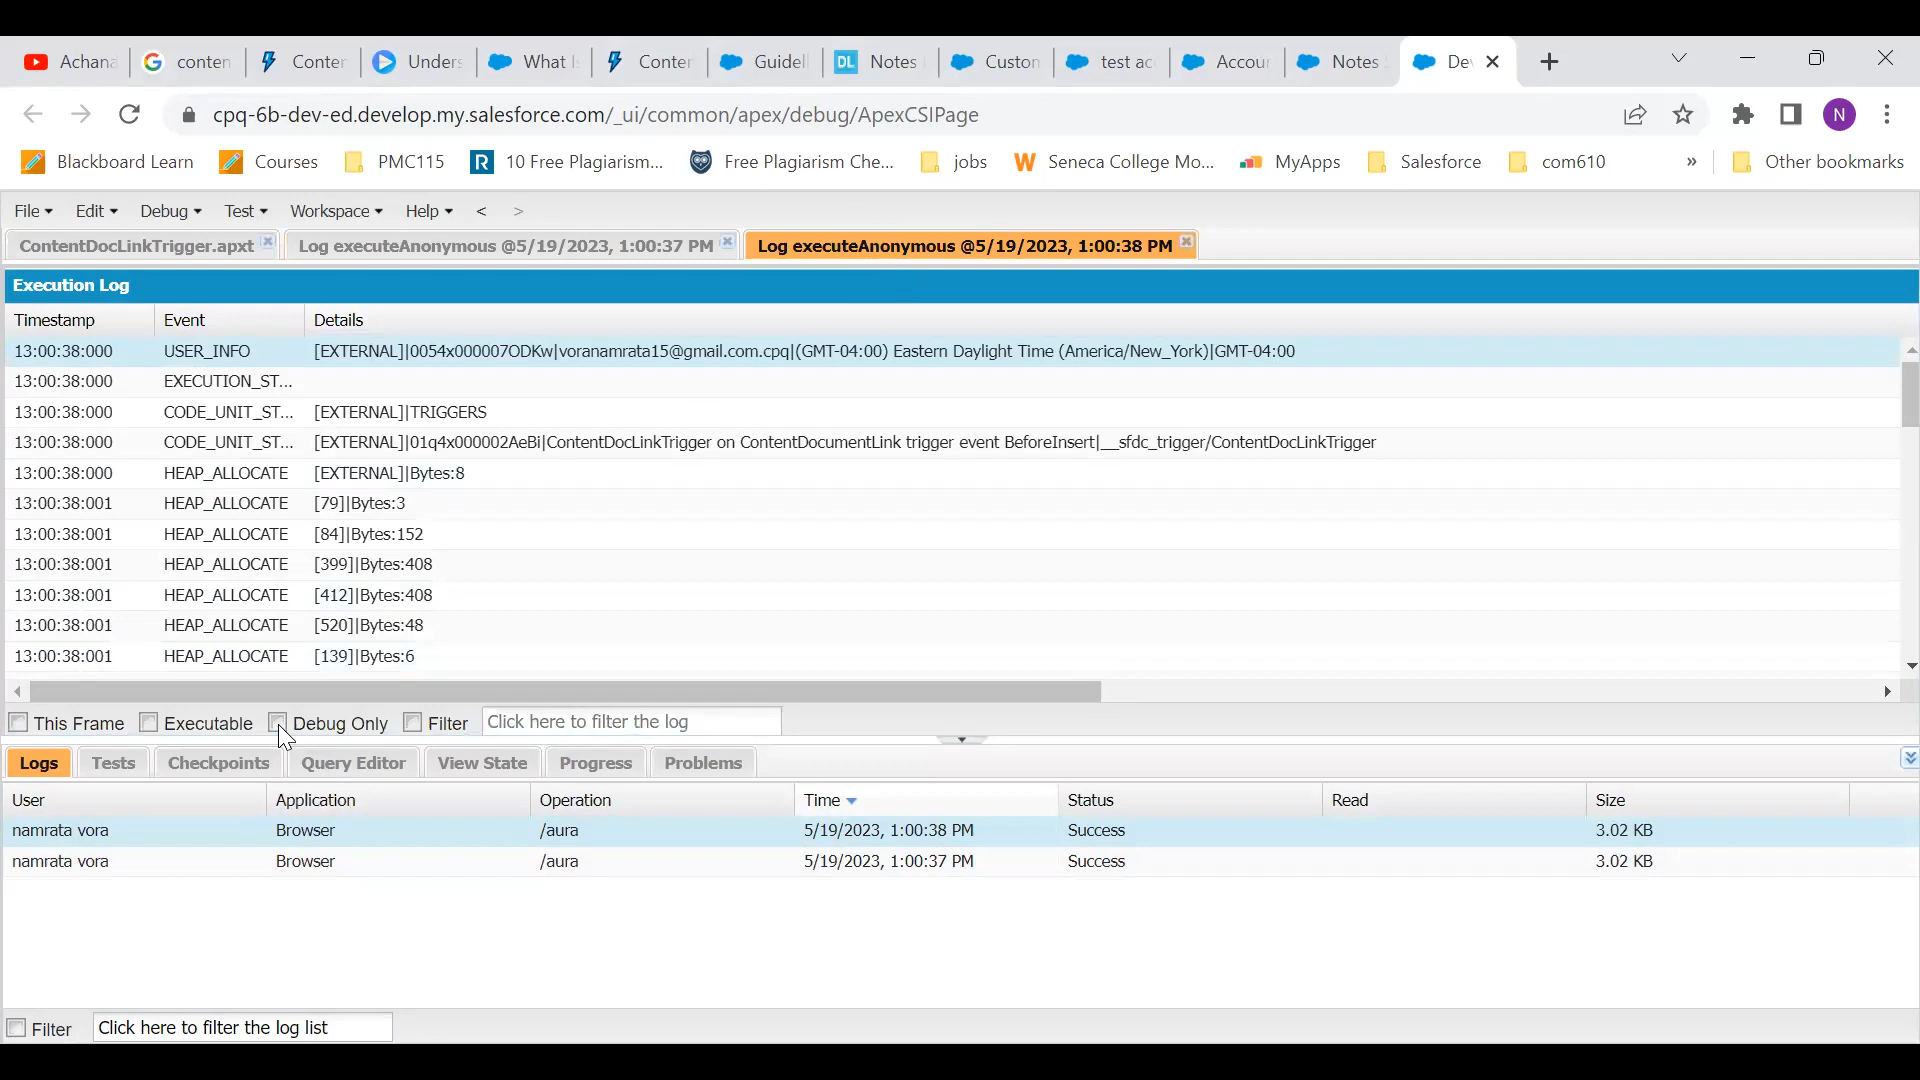 Achana conten Conten Unders What Is Conten Guideli Notes Custom test acc Accoun Notes Dev
cpq-6b-dev-ed.develop.my.salesforce.com/_ui/common/apex/debug/ApexCSIPage N
Blackboard Learn Courses PMC115 R 10 Free Plagiarism... Free Plagiarism Che... jobs W Seneca College Mo... MyApps Salesforce com610 » Other bookmarks
File Edit Debug Test Workspace Help < >
ContentDocLinkTrigger.apxt Log executeAnonymous @5/19/2023, 1:00:37 PM Log executeAnonymous @5/19/2023, 1:00:38 PM
Execution Log
Timestamp Event Details
13:00:38:000 USER_INFO [EXTERNAL]|0054x000007ODKw|voranamrata15@gmail.com.cpq|(GMT-04:00) Eastern Daylight Time (America/New_York)|GMT-04:00
13:00:38:000 EXECUTION_ST...
13:00:38:000 CODE_UNIT_ST... [EXTERNAL]|TRIGGERS
13:00:38:000 CODE_UNIT_ST... [EXTERNAL]|01q4x000002AeBi|ContentDocLinkTrigger on ContentDocumentLink trigger event BeforeInsert|__sfdc_trigger/ContentDocLinkTrigger
13:00:38:000 HEAP_ALLOCATE [EXTERNAL]|Bytes:8
13:00:38:001 HEAP_ALLOCATE [79]|Bytes:3
13:00:38:001 HEAP_ALLOCATE [84]|Bytes:152
13:00:38:001 HEAP_ALLOCATE [399]|Bytes:408
13:00:38:001 HEAP_ALLOCATE [412]|Bytes:408
13:00:38:001 HEAP_ALLOCATE [520]|Bytes:48
13:00:38:001 HEAP_ALLOCATE [139]|Bytes:6
This Frame Executable Debug Only Filter Click here to filter the log
Logs Tests Checkpoints Query Editor View State Progress Problems
User Application Operation Time Status Read Size
namrata vora Browser /aura 5/19/2023, 1:00:38 PM Success 3.02 KB
namrata vora Browser /aura 5/19/2023, 1:00:37 PM Success 3.02 KB
Filter Click here to filter the log list